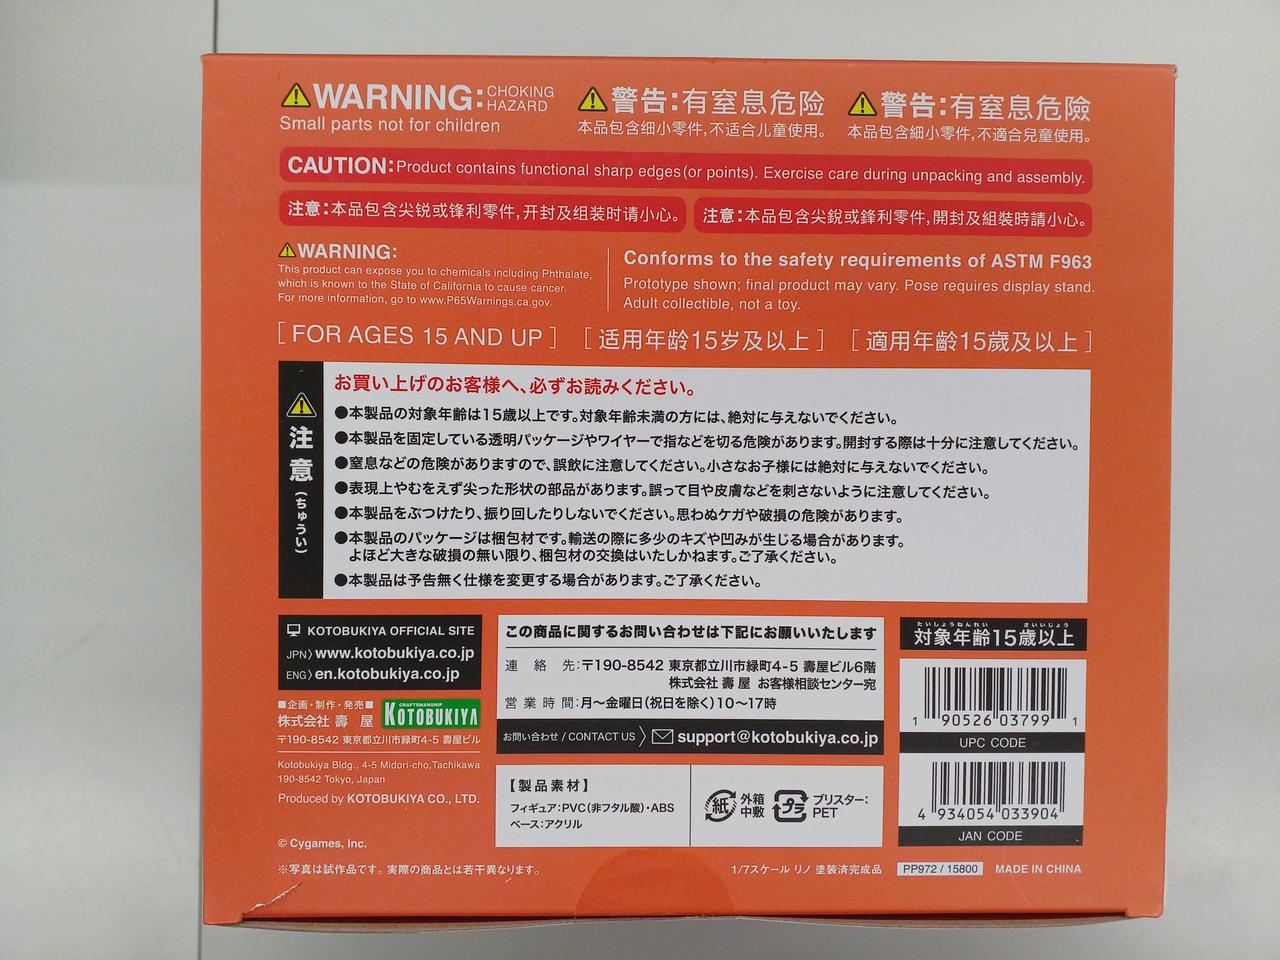 ⚠WARNING: CHOKING HAZARD
Small parts not for children
⚠警告:有窒息危险
本品包含细小零件,不适合儿童使用。
⚠警告:有窒息危險
本品包含細小零件,不適合兒童使用。
CAUTION: Product contains functional sharp edges(or points). Exercise care during unpacking and assembly.
注意:本品包含尖锐或锋利零件,开封及组装时请小心。
注意:本品包含尖銳或鋒利零件,開封及組裝時請小心。
⚠WARNING:
This product can expose you to chemicals including Phthalate,
which is known to the State of California to cause cancer.
For more information, go to www.P65Warnings.ca.gov.
Conforms to the safety requirements of ASTM F963
Prototype shown; final product may vary. Pose requires display stand.
Adult collectible, not a toy.
[ FOR AGES 15 AND UP ]
[ 适用年龄15岁及以上 ]
[ 適用年齡15歲及以上 ]
注意(ちゅうい)
お買い上げのお客様へ、必ずお読みください。
●本製品の対象年齢は15歳以上です。対象年齢未満の方には、絶対に与えないでください。
●本製品を固定している透明パッケージやワイヤーで指などを切る危険があります。開封する際は十分に注意してください。
●窒息などの危険がありますので、誤飲に注意してください。小さなお子様には絶対に与えないでください。
●表現上やむをえず尖った形状の部品があります。誤って目や皮膚などを刺さないように注意してください。
●本製品をぶつけたり、振り回したりしないでください。思わぬケガや破損の危険があります。
●本製品のパッケージは梱包材です。輸送の際に多少のキズや凹みが生じる場合があります。
よほど大きな破損の無い限り、梱包材の交換はいたしかねます。ご了承ください。
●本製品は予告無く仕様を変更する場合があります。ご了承ください。
KOTOBUKIYA OFFICIAL SITE
JPN〉www.kotobukiya.co.jp
ENG〉en.kotobukiya.co.jp
■企画・制作・発売■
株式会社 壽 屋
CRAFTSMANSHIP
KOTOBUKIYA
〒190-8542 東京都立川市緑町4-5 壽屋ビル
Kotobukiya Bldg., 4-5 Midori-cho,Tachikawa
190-8542 Tokyo, Japan
Produced by KOTOBUKIYA CO., LTD.
© Cygames, Inc.
※写真は試作品です。実際の商品とは若干異なります。
この商品に関するお問い合わせは下記にお願いいたします
連絡先:〒190-8542 東京都立川市緑町4-5 壽屋ビル6階
株式会社 壽 屋 お客様相談センター宛
営業時間:月〜金曜日(祝日を除く)10〜17時
お問い合わせ / CONTACT US 〉 support@kotobukiya.co.jp
【製品素材】
フィギュア:PVC(非フタル酸)・ABS
ベース:アクリル
紙 外箱
中敷
プラ ブリスター:
PET
たいしょうねんれい さいいじょう
対象年齢15歳以上
1 90526 03799 1
UPC CODE
4 934054 033904
JAN CODE
1/7スケール リノ 塗装済完成品
PP972 / 15800
MADE IN CHINA